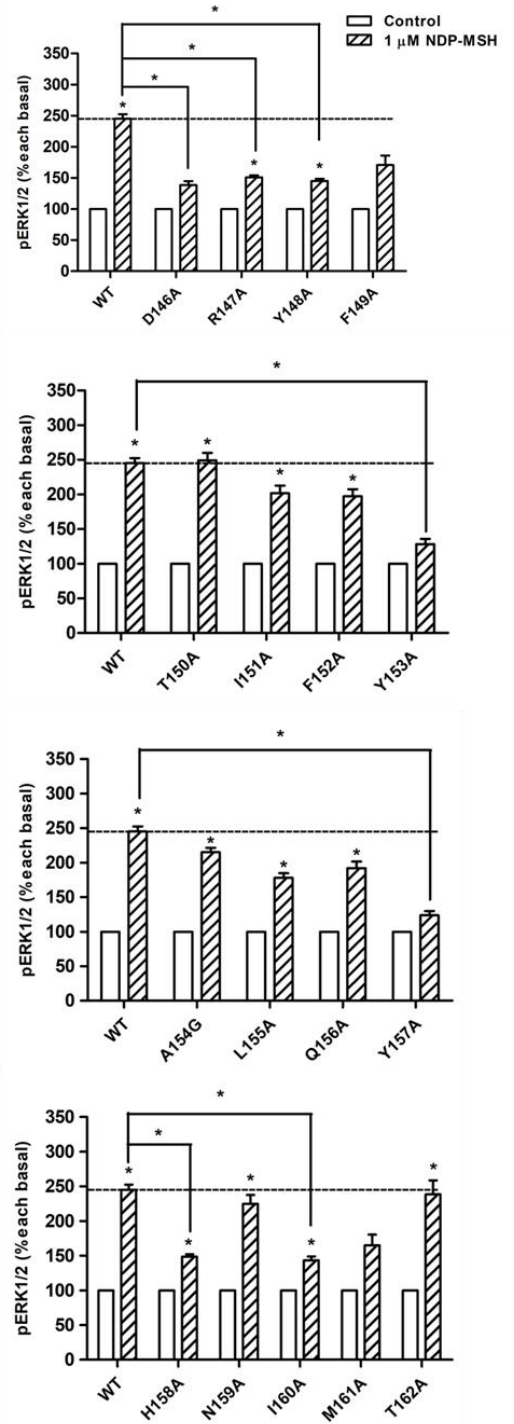 *
Control
1 μM NDP-MSH
350
300
250
200
150
100
50
0
pERK1/2 (%each basal)
*
*
*
*
*
WT
D146A
R147A
Y148A
F149A
*
350
300
250
200
150
100
50
0
pERK1/2 (%each basal)
*
*
*
*
WT
T150A
I151A
F152A
Y153A
*
350
300
250
200
150
100
50
0
pERK1/2 (%each basal)
*
*
*
*
WT
A154G
L155A
Q156A
Y157A
*
350
300
250
200
150
100
50
0
pERK1/2 (%each basal)
*
*
*
*
*
*
WT
H158A
N159A
I160A
M161A
T162A